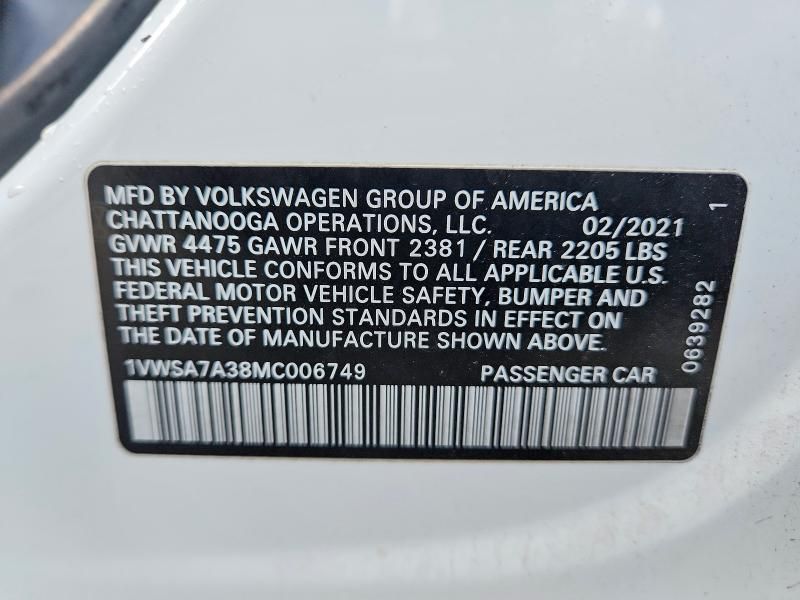 MFD BY VOLKSWAGEN GROUP OF AMERICA
CHATTANOOGA OPERATIONS, LLC. 02/2021
GVWR 4475 GAWR FRONT 2381 / REAR 2205 LBS
THIS VEHICLE CONFORMS TO ALL APPLICABLE U.S.
FEDERAL MOTOR VEHICLE SAFETY, BUMPER AND
THEFT PREVENTION STANDARDS IN EFFECT ON
THE DATE OF MANUFACTURE SHOWN ABOVE.
1VWSA7A38MC006749 PASSENGER CAR
0639282 1